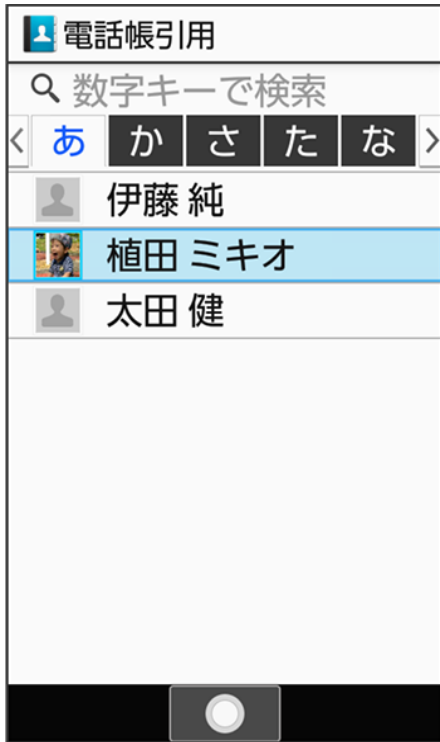 電話帳引用
数字キーで検索
あ か さ た な
伊藤 純
植田 ミキオ
太田 健